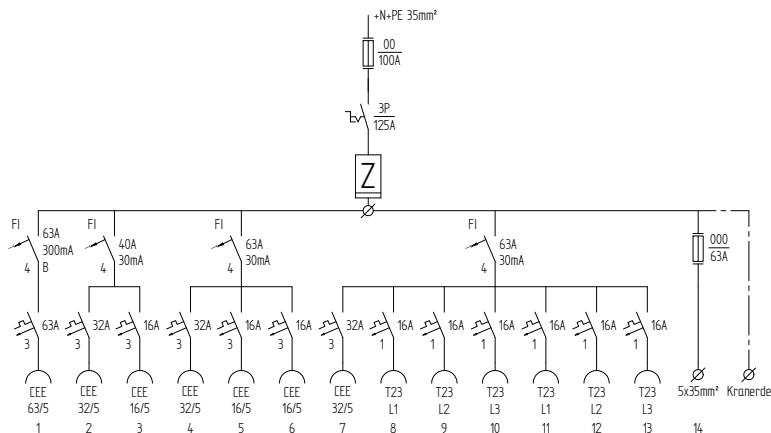 +N+PE 35mm²
00
100A
3P
125A
Z
FI 63A 300mA 4 B
FI 40A 30mA 4
FI 63A 30mA 4
FI 63A 30mA 4
000
63A
63A 32A 16A 32A 16A 16A 32A 16A 16A 16A 16A 16A 16A
3 3 3 3 3 3 3 1 1 1 1 1 1
CEE CEE CEE CEE CEE CEE CEE T23 T23 T23 T23 T23 T23 5x35mm² Kranerde
63/5 32/5 16/5 32/5 16/5 16/5 32/5 L1 L2 L3 L1 L2 L3
1 2 3 4 5 6 7 8 9 10 11 12 13 14